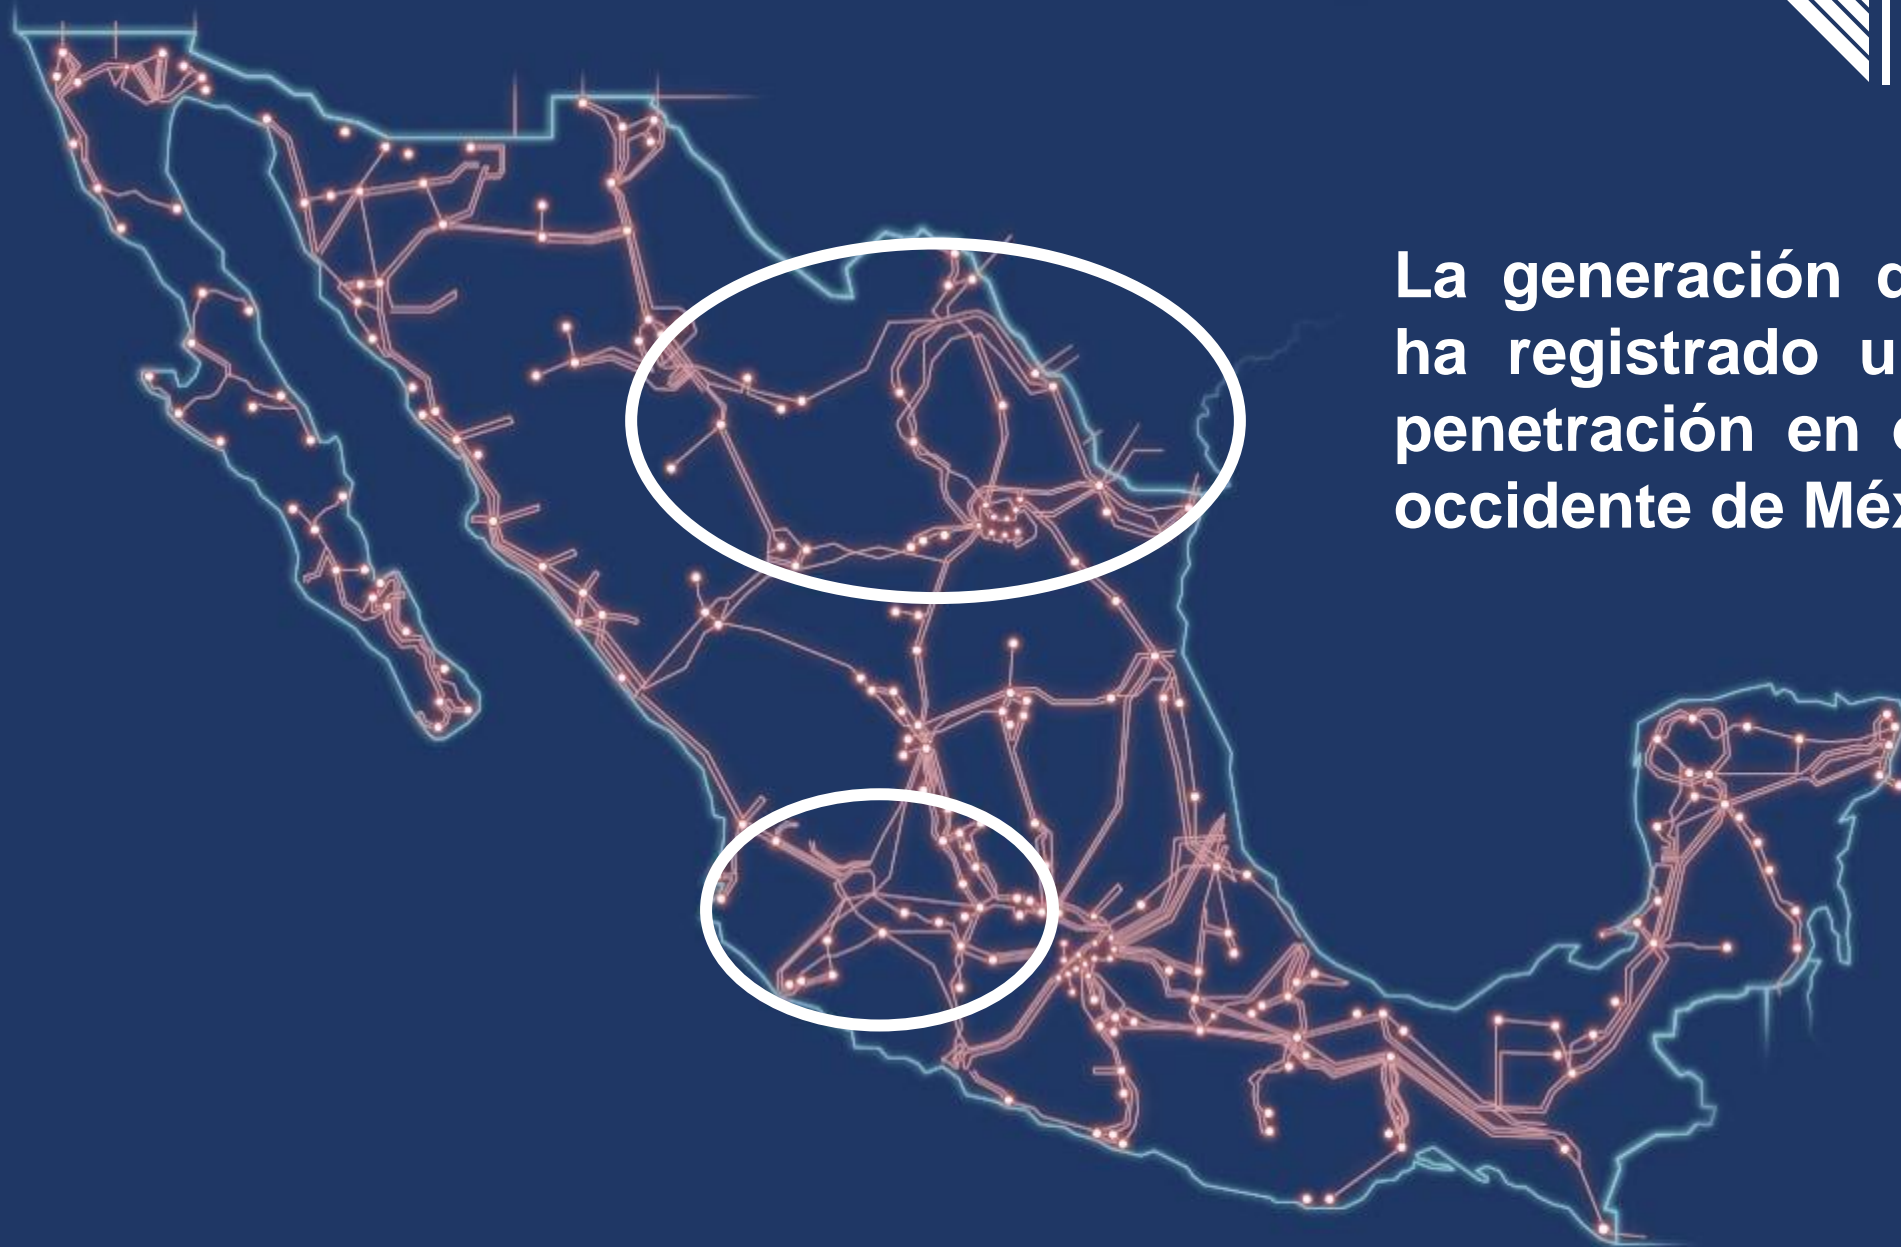 La generación
ha registrado
penetración en
occidente de